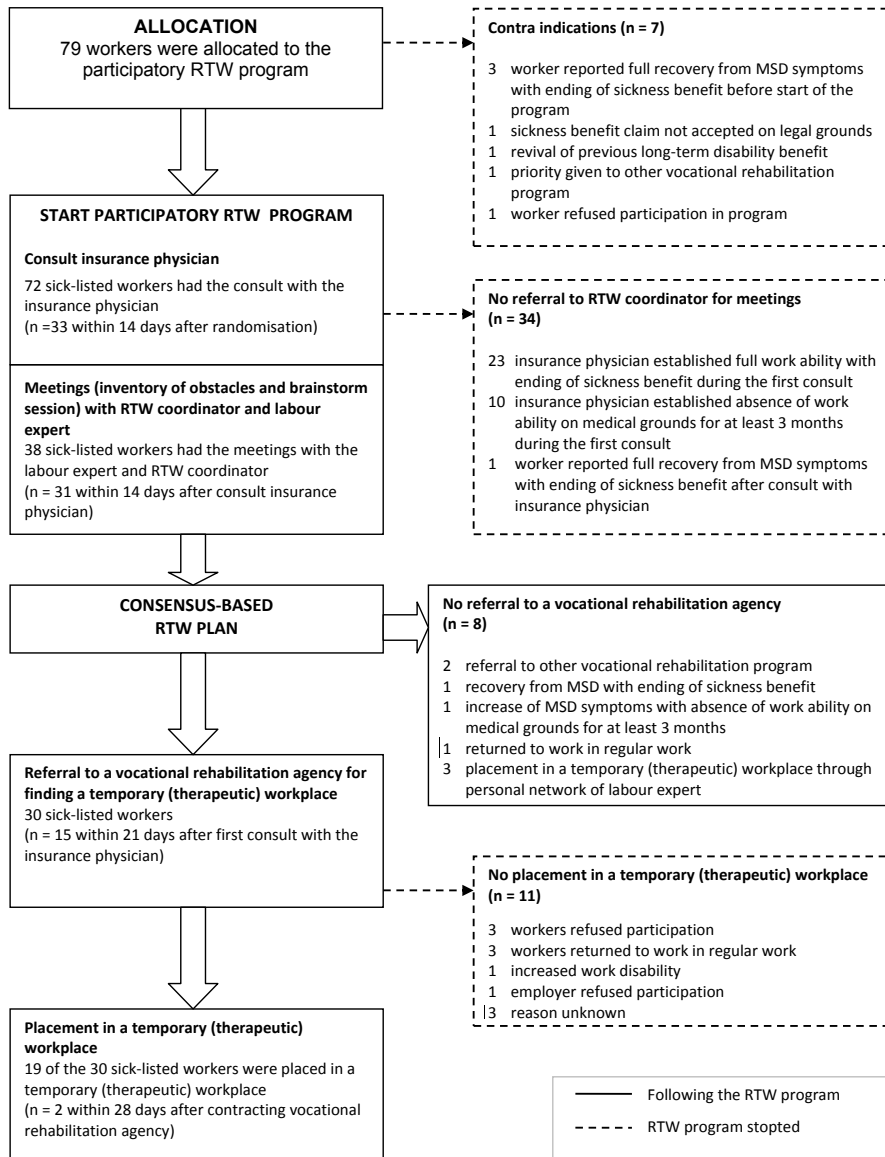 ALLOCATION
79 workers were allocated to the
participatory RTW program
Contra indications (n = 7)
3 worker reported full recovery from MSD symptoms
with ending of sickness benefit before start of the
program
1 sickness benefit claim not accepted on legal grounds
1 revival of previous long-term disability benefit
1 priority given to other vocational rehabilitation
program
1 worker refused participation in program
START PARTICIPATORY RTW PROGRAM
Consult insurance physician
72 sick-listed workers had the consult with the
insurance physician
(n =33 within 14 days after randomisation)
No referral to RTW coordinator for meetings
(n = 34)
23 insurance physician established full work ability with
ending of sickness benefit during the first consult
10 insurance physician established absence of work
ability on medical grounds for at least 3 months
during the first consult
1 worker reported full recovery from MSD symptoms
with ending of sickness benefit after consult with
insurance physician
Meetings (inventory of obstacles and brainstorm
session) with RTW coordinator and labour
expert
38 sick-listed workers had the meetings with the
labour expert and RTW coordinator
(n = 31 within 14 days after consult insurance
physician)
CONSENSUS-BASED
RTW PLAN
No referral to a vocational rehabilitation agency
(n = 8)
2 referral to other vocational rehabilitation program
1 recovery from MSD with ending of sickness benefit
1 increase of MSD symptoms with absence of work ability on
medical grounds for at least 3 months
1 returned to work in regular work
3 placement in a temporary (therapeutic) workplace through
personal network of labour expert
Referral to a vocational rehabilitation agency for
finding a temporary (therapeutic) workplace
30 sick-listed workers
(n = 15 within 21 days after first consult with the
insurance physician)
No placement in a temporary (therapeutic) workplace
(n = 11)
3 workers refused participation
3 workers returned to work in regular work
1 increased work disability
1 employer refused participation
3 reason unknown
Placement in a temporary (therapeutic)
workplace
19 of the 30 sick-listed workers were placed in a
temporary (therapeutic) workplace
(n = 2 within 28 days after contracting vocational
rehabilitation agency)
Following the RTW program
RTW program stopted